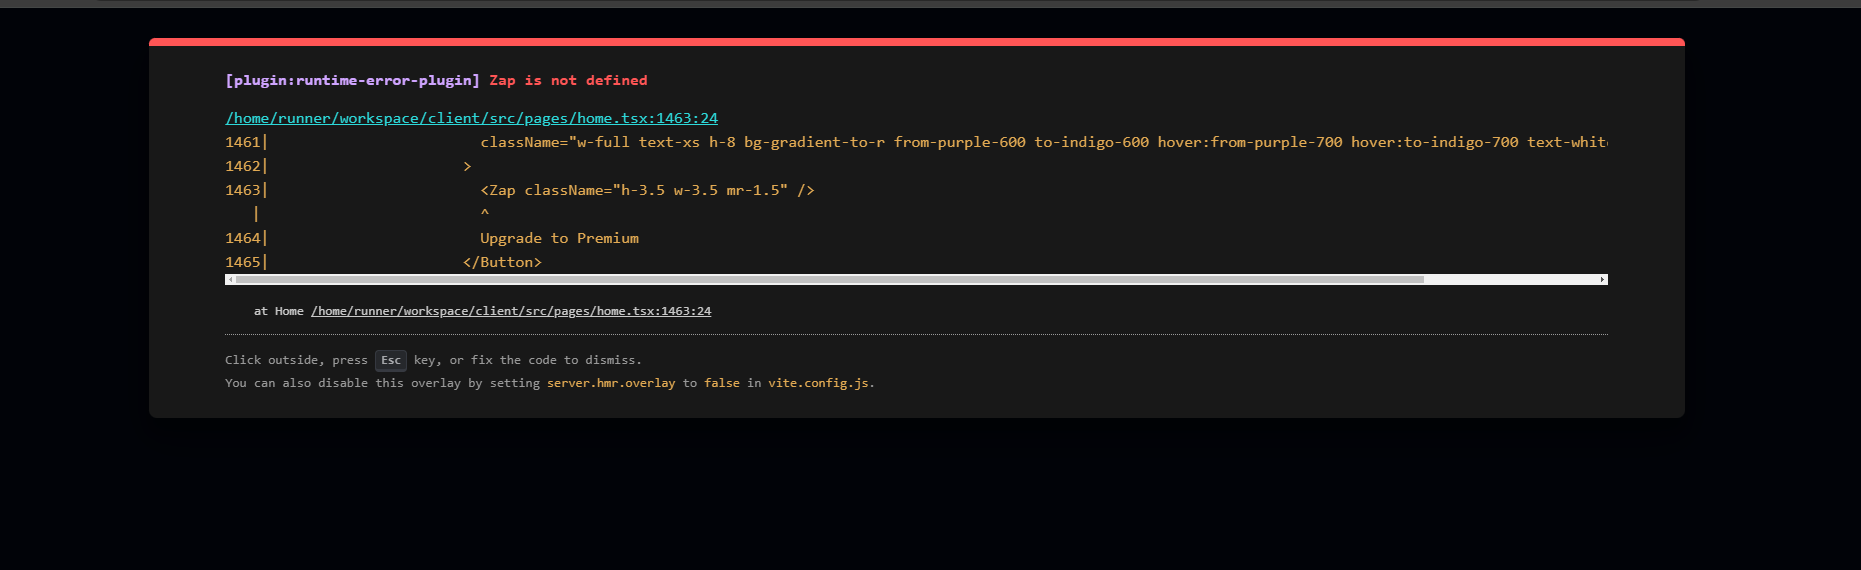 [plugin:runtime-error-plugin] Zap is not defined
/home/runner/workspace/client/src/pages/home.tsx:1463:24
1461| className="w-full text-xs h-8 bg-gradient-to-r from-purple-600 to-indigo-600 hover:from-purple-700 hover:to-indigo-700 text-whit
1462| >
1463| <Zap className="h-3.5 w-3.5 mr-1.5" />
| ^
1464| Upgrade to Premium
1465| </Button>
at Home /home/runner/workspace/client/src/pages/home.tsx:1463:24
Click outside, press Esc key, or fix the code to dismiss.
You can also disable this overlay by setting server.hmr.overlay to false in vite.config.js.